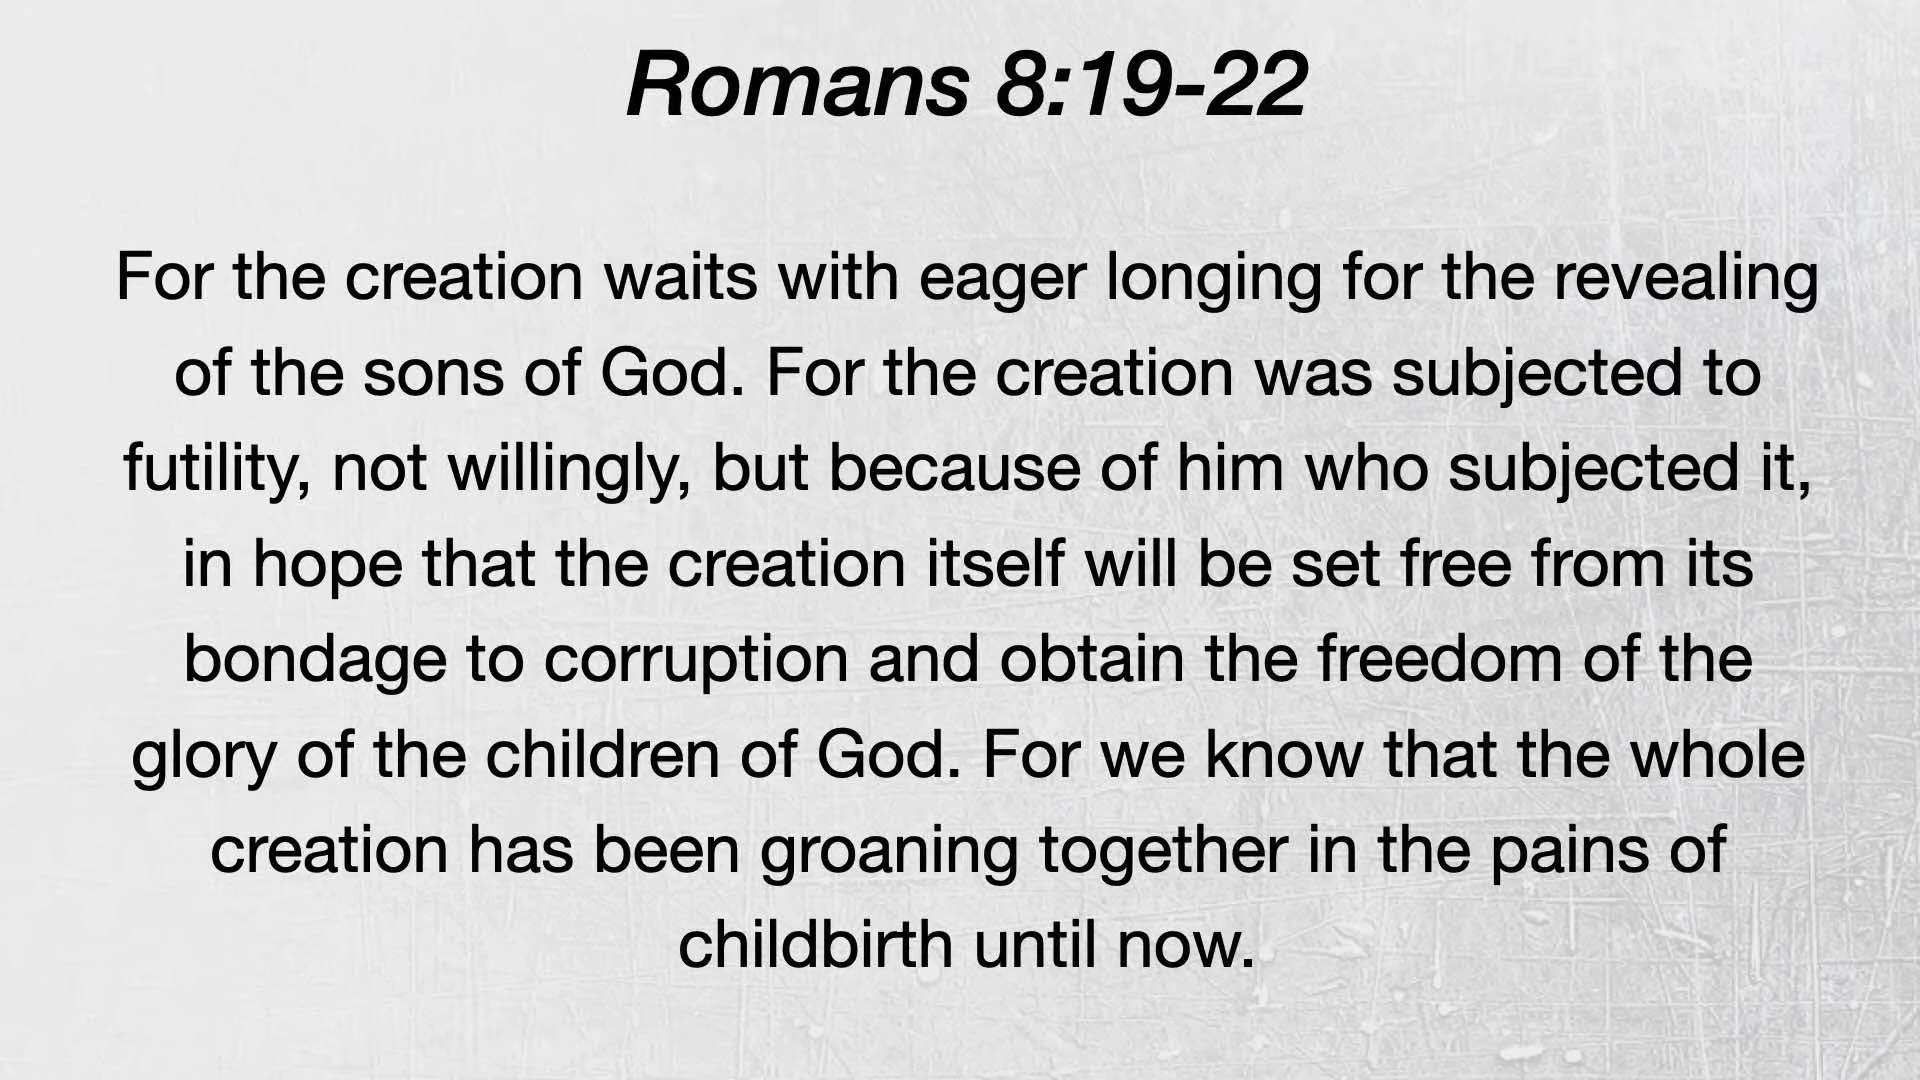 Romans 8:19-22
For the creation waits with eager longing for the revealing
of the sons of God. For the creation was subjected to
futility, not willingly, but because of him who subjected it,
in hope that the creation itself will be set free from its
bondage to corruption and obtain the freedom of the
glory of the children of God. For we know that the whole
creation has been groaning together in the pains of
childbirth until now.